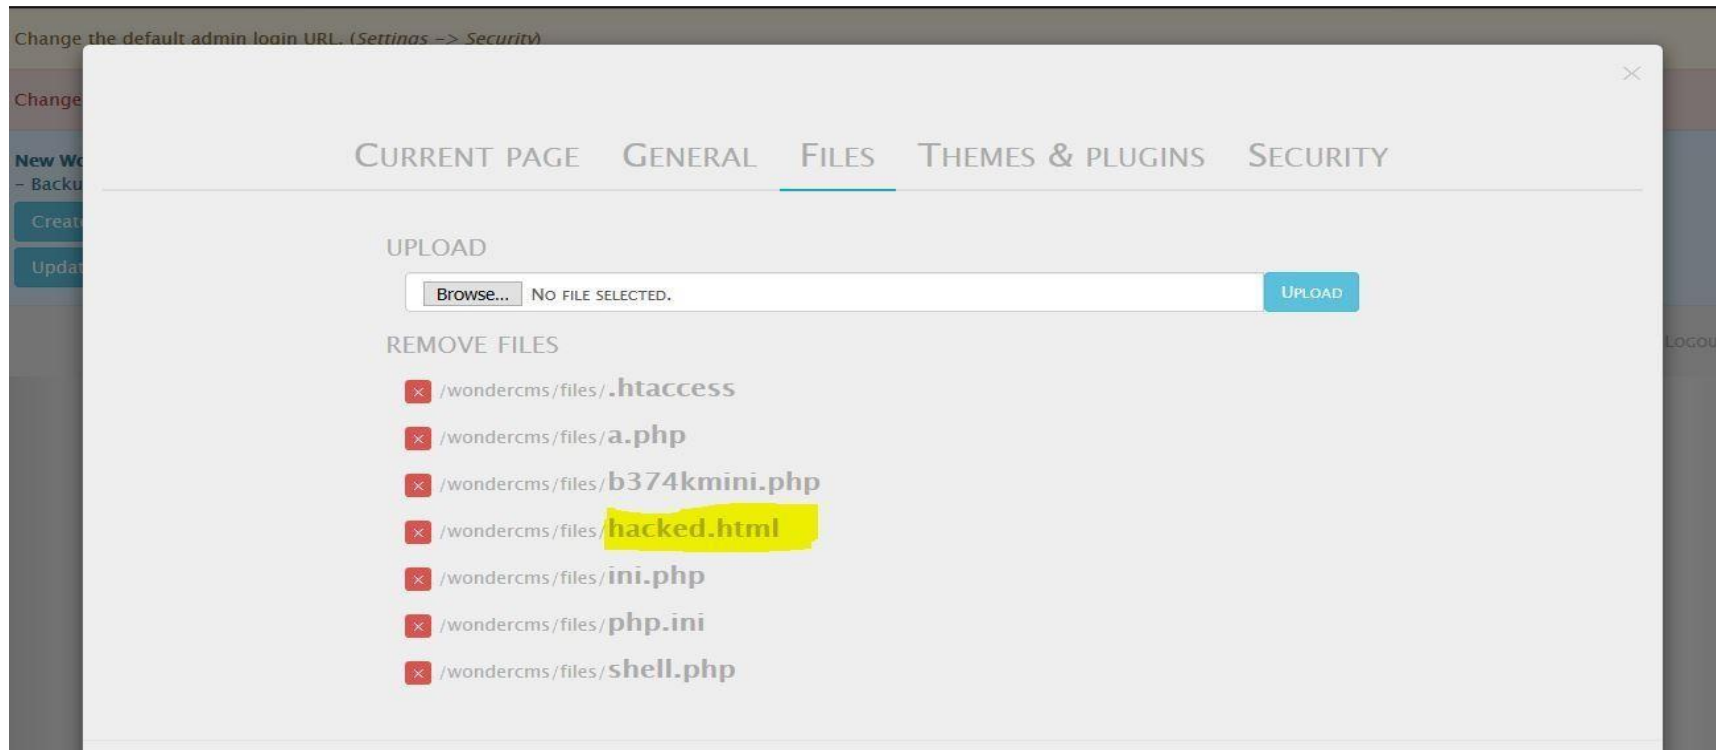 Change the default admin login URL. (Settings -> Security)
Change
New Wo
- Backu
Create
Updat
×
CURRENT PAGE GENERAL FILES THEMES & PLUGINS SECURITY
UPLOAD
Browse... NO FILE SELECTED. UPLOAD
LOGOU
REMOVE FILES
× /wondercms/files/.htaccess
× /wondercms/files/a.php
× /wondercms/files/b374kmini.php
× /wondercms/files/hacked.html
× /wondercms/files/ini.php
× /wondercms/files/php.ini
× /wondercms/files/shell.php